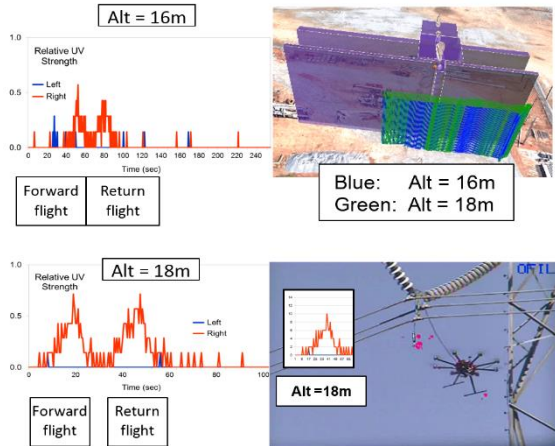 Alt = 16m
1.0
Relative UV
Strength
Left
Right
0.5
0.0
0 20 40 60 80 100 120 140 160 180 200 220 240
Time (sec)
Forward
flight
Return
flight
Blue: Alt = 16m
Green: Alt = 18m
Alt = 18m
1.0
Relative UV
Strength
Left
Right
0.5
0.0
0 20 40 60 80 100
Time (sec)
Forward
flight
Return
flight
OFIL
Alt =18m